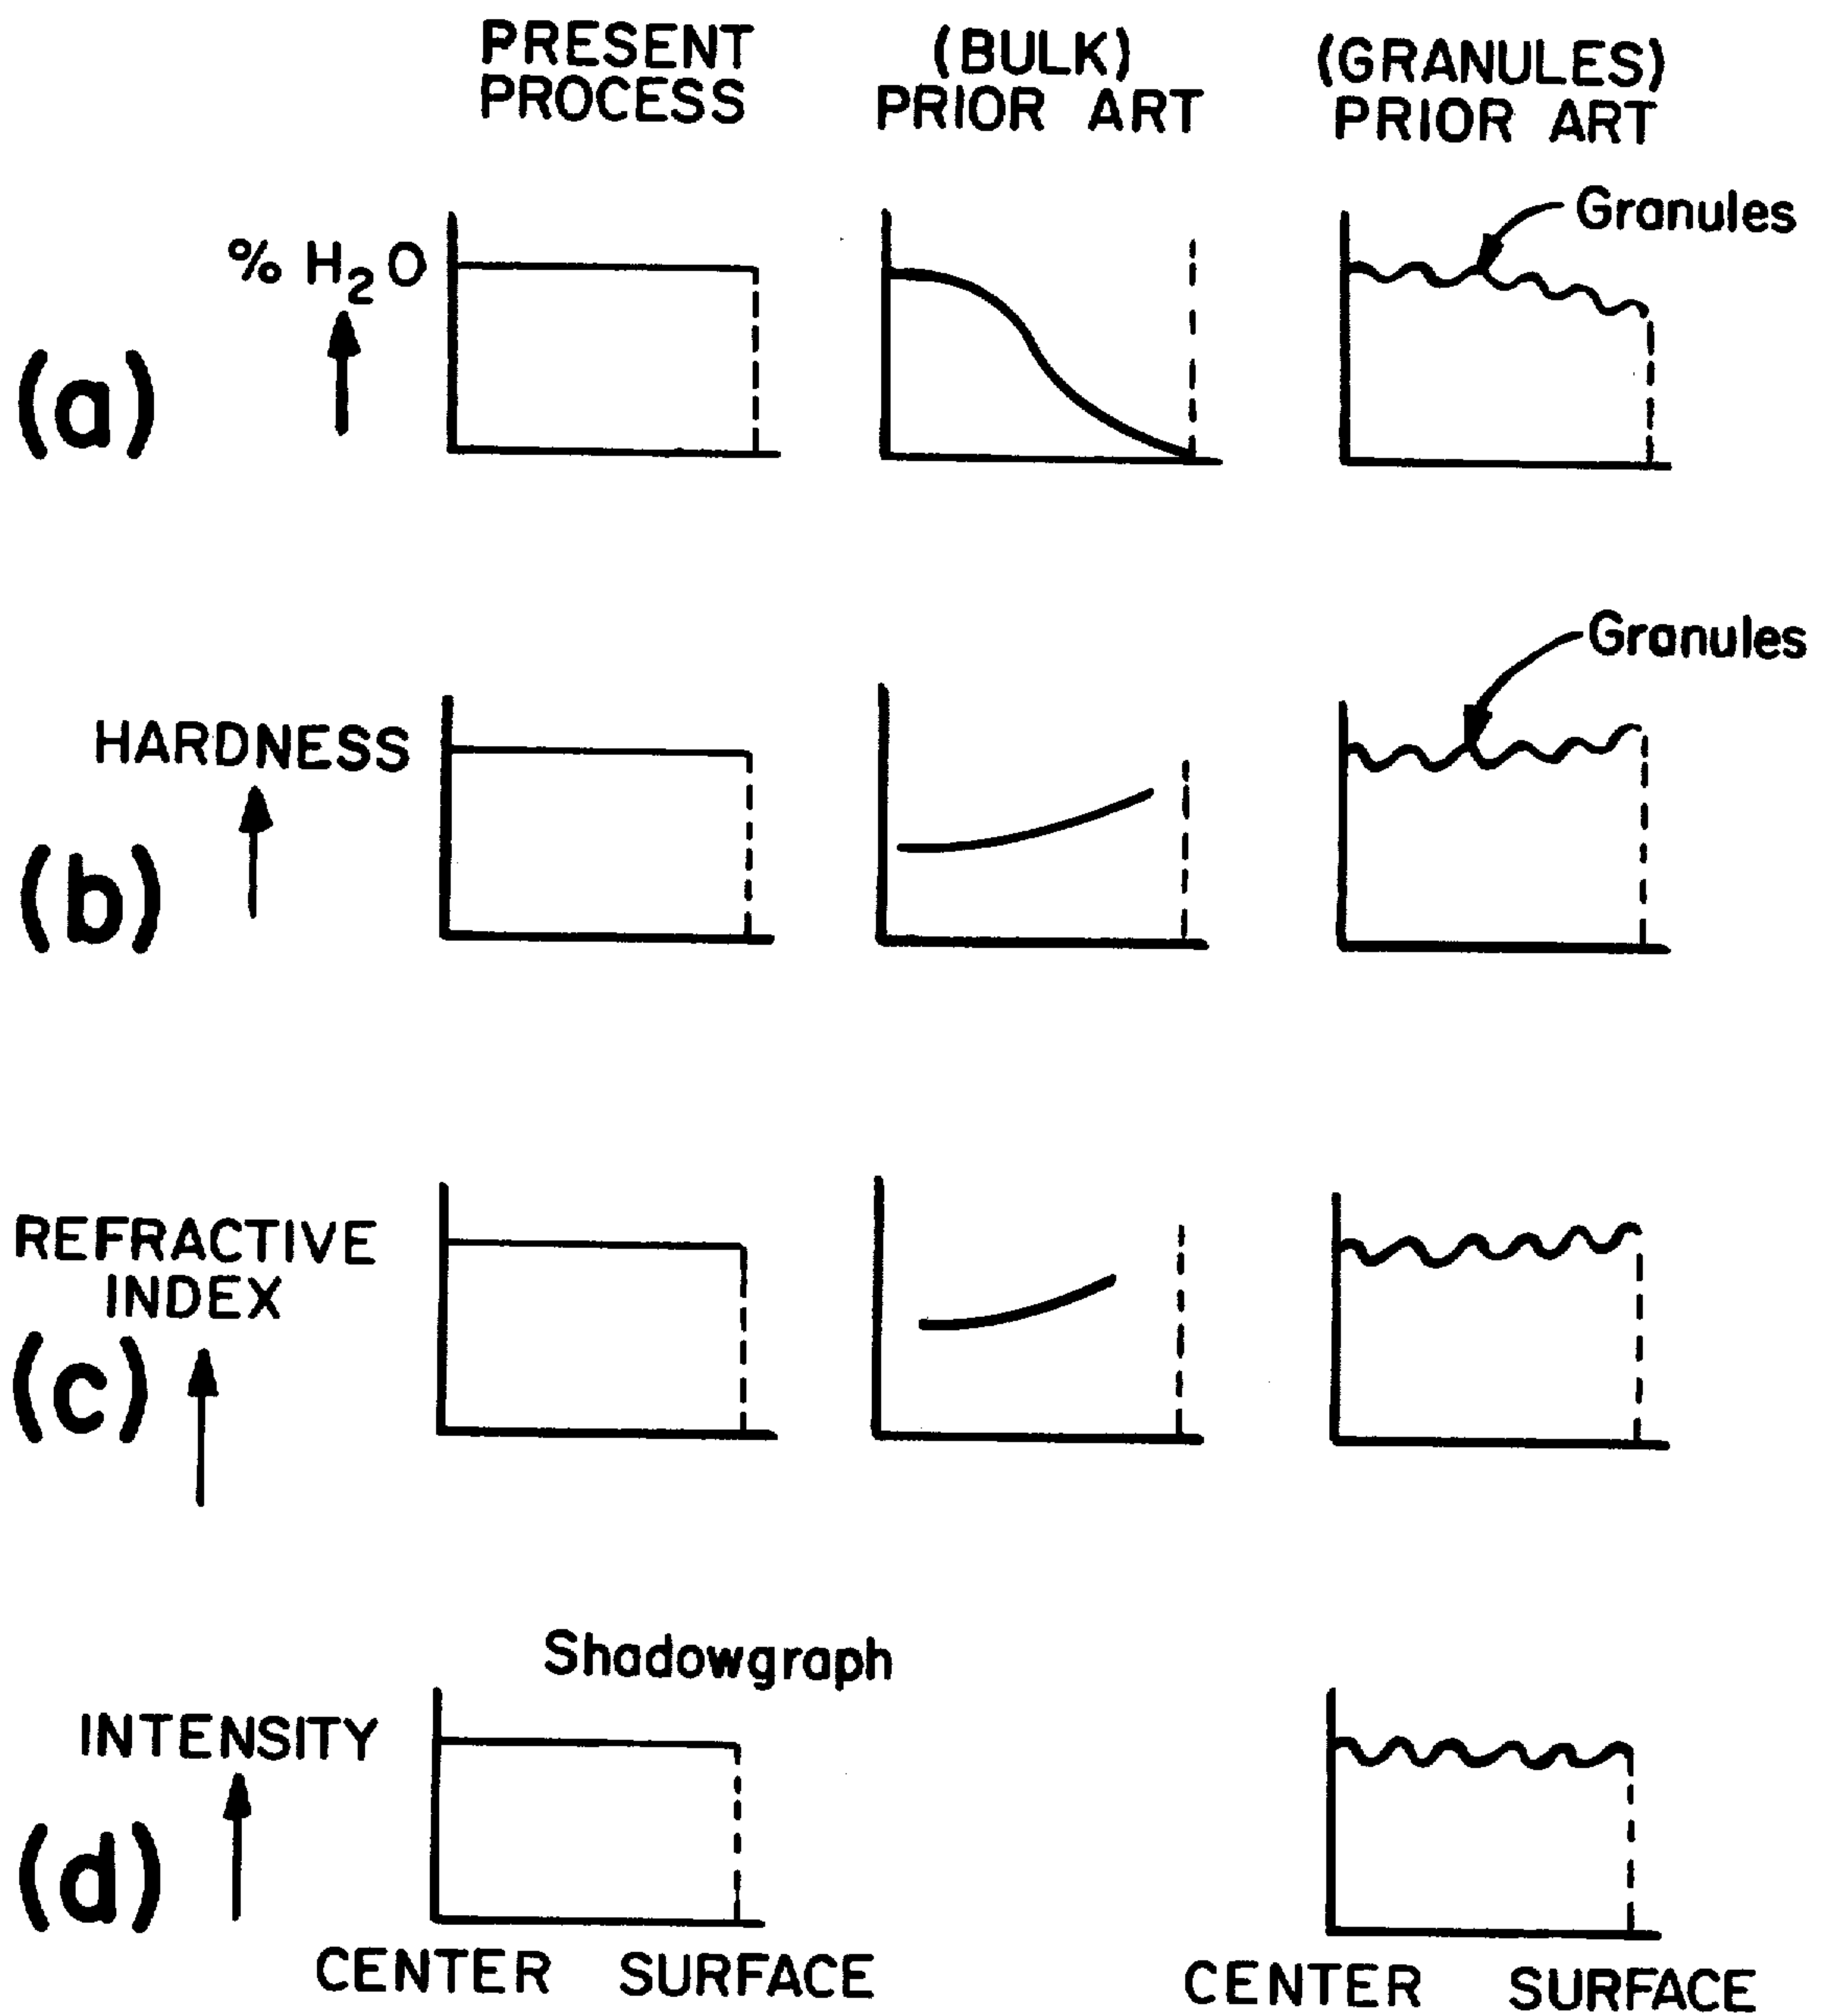 PRESENT
PROCESS
(BULK)
PRIOR ART
(GRANULES)
PRIOR ART
(a)
% H2O
Granules
(b)
HARDNESS
Granules
(c)
REFRACTIVE
INDEX
(d)
INTENSITY
Shadowgraph
CENTER SURFACE
CENTER SURFACE